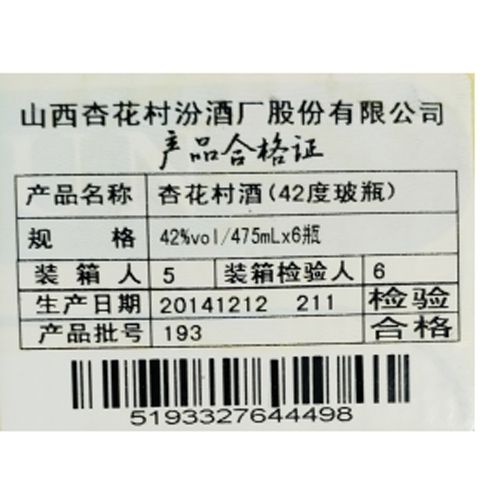 山西杏花村汾酒厂股份有限公司
产品合格证
产品名称 杏花村酒(42度玻瓶)
规 格 42%vol/475mLx6瓶
装箱人 5 装箱检验人 6
生产日期 20141212 211 检验
产品批号 193 合格
5193327644498